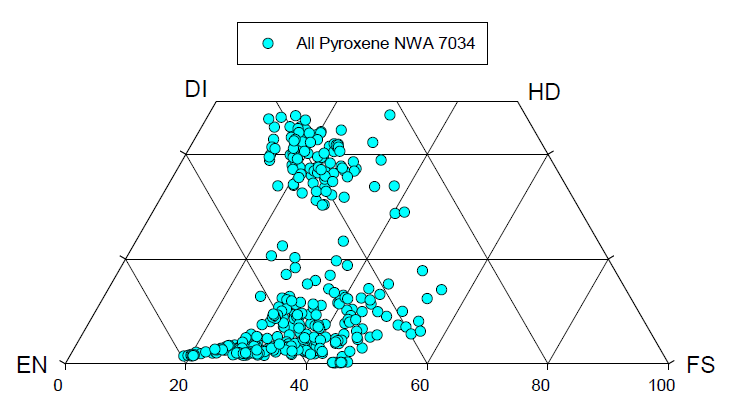 All Pyroxene NWA 7034
DI
HD
EN
FS
0
20
40
60
80
100